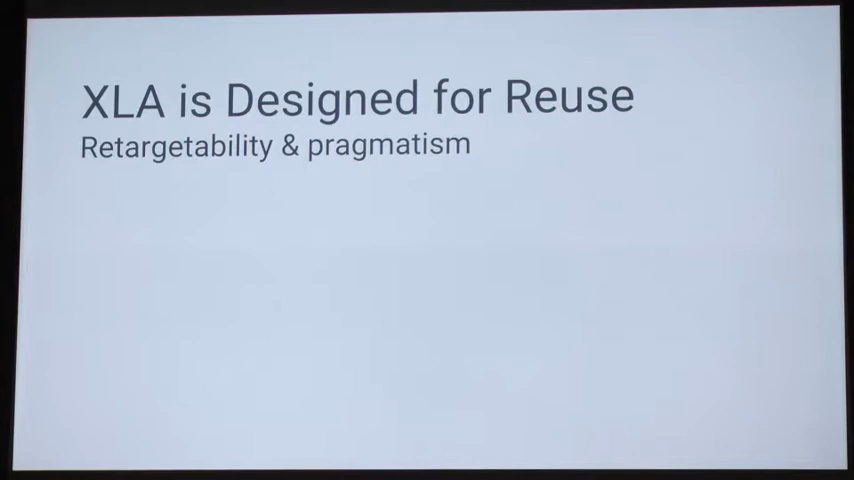 XLA is Designed for Reuse
Retargetability & pragmatism